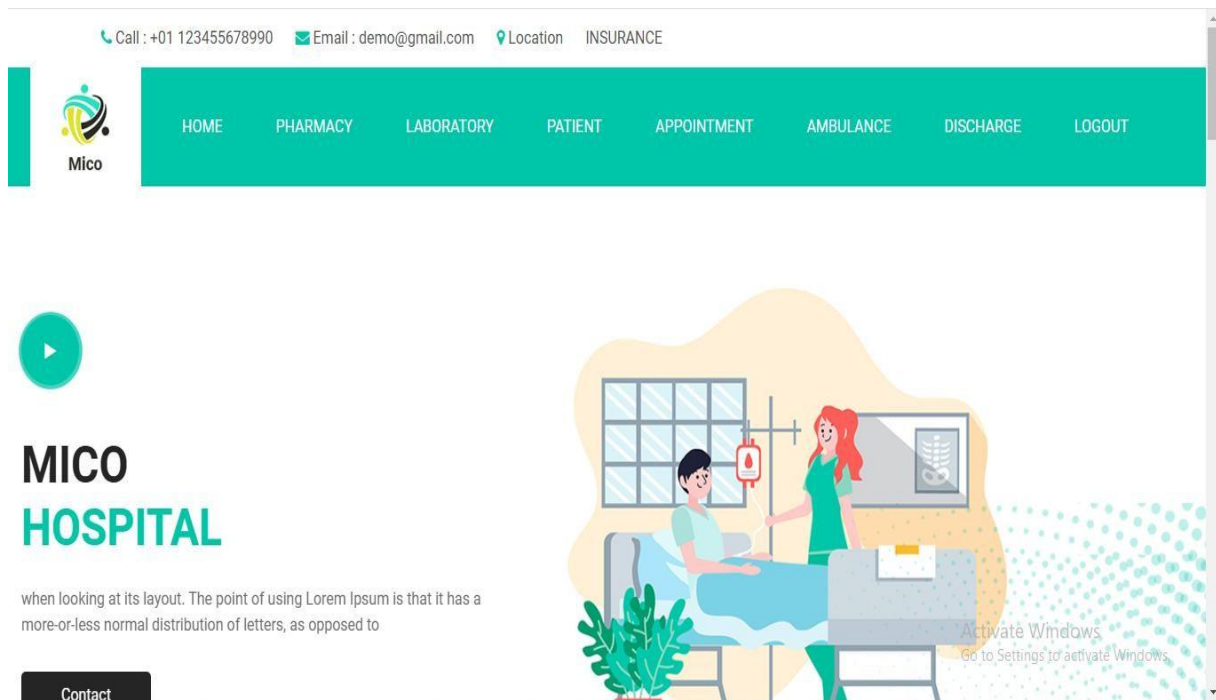 Call : +01 123455678990 Email : demo@gmail.com Location INSURANCE
Mico
HOME PHARMACY LABORATORY PATIENT APPOINTMENT AMBULANCE DISCHARGE LOGOUT
MICO
HOSPITAL
when looking at its layout. The point of using Lorem Ipsum is that it has a
more-or-less normal distribution of letters, as opposed to
Contact
Activate Windows
Go to Settings to activate Windows.